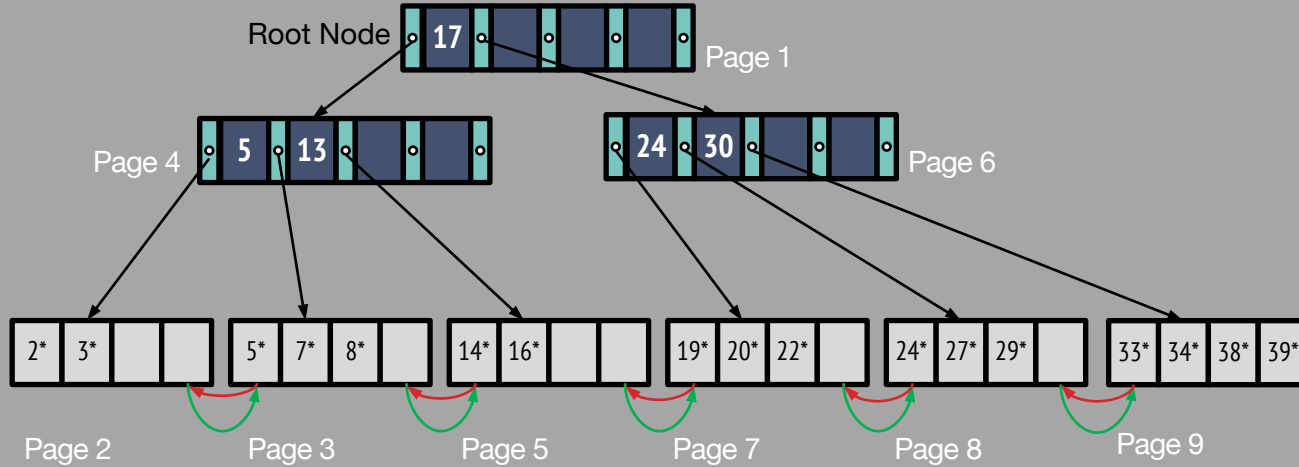 Root Node
17
Page 1
Page 4
5 13
24 30
Page 6
2* 3*
5* 7* 8*
14* 16*
19* 20* 22*
24* 27* 29*
33* 34* 38* 39*
Page 2
Page 3
Page 5
Page 7
Page 8
Page 9